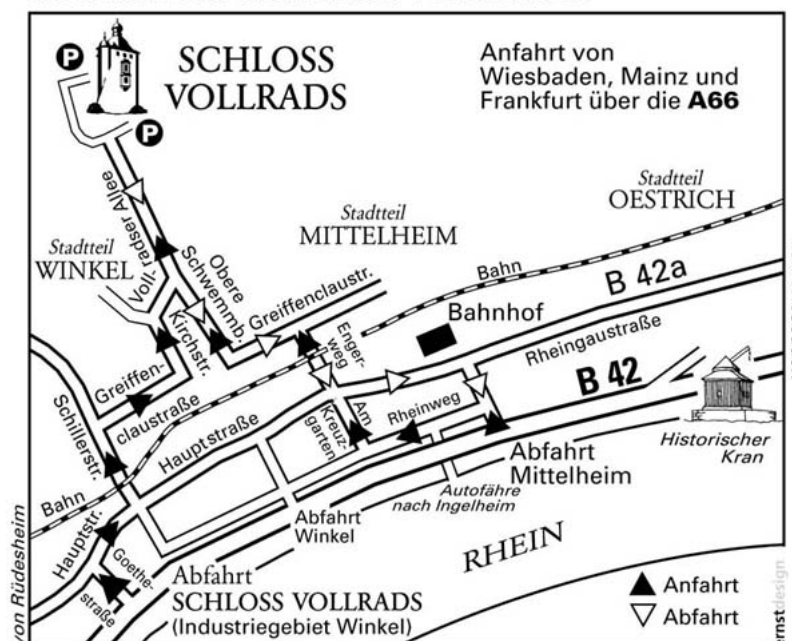 P
SCHLOSS
VOLLRADS
P
Anfahrt von
Wiesbaden, Mainz und
Frankfurt über die A66
Stadtteil
OESTRICH
Stadtteil
MITTELHEIM
Stadtteil
WINKEL
Voll-
radser Allee
Obere
Schwemmb.
Greiffenclaustr.
Kirchstr.
Bahn
B 42a
Bahnhof
Enger-
weg
Rheingaustraße
B 42
Greiffen-
claustraße
Schillerstr.
Hauptstraße
Am
Kreuz-
garten
Rheinweg
Historischer
Kran
Abfahrt
Mittelheim
Autofähre
nach Ingelheim
Bahn
Hauptstr.
Goethe-
straße
Abfahrt
Winkel
RHEIN
Abfahrt
SCHLOSS VOLLRADS
(Industriegebiet Winkel)
Anfahrt
Abfahrt
von Rüdesheim
ernstdesign